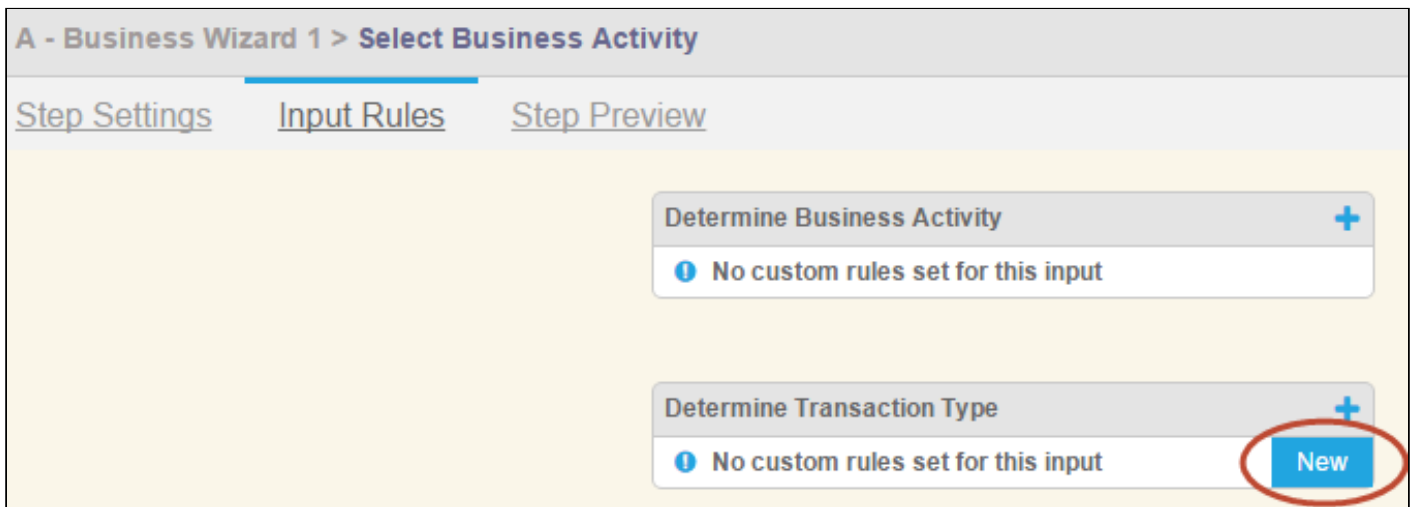 A - Business Wizard 1 > Select Business Activity
Step Settings Input Rules Step Preview
Determine Business Activity
No custom rules set for this input
Determine Transaction Type
No custom rules set for this input New